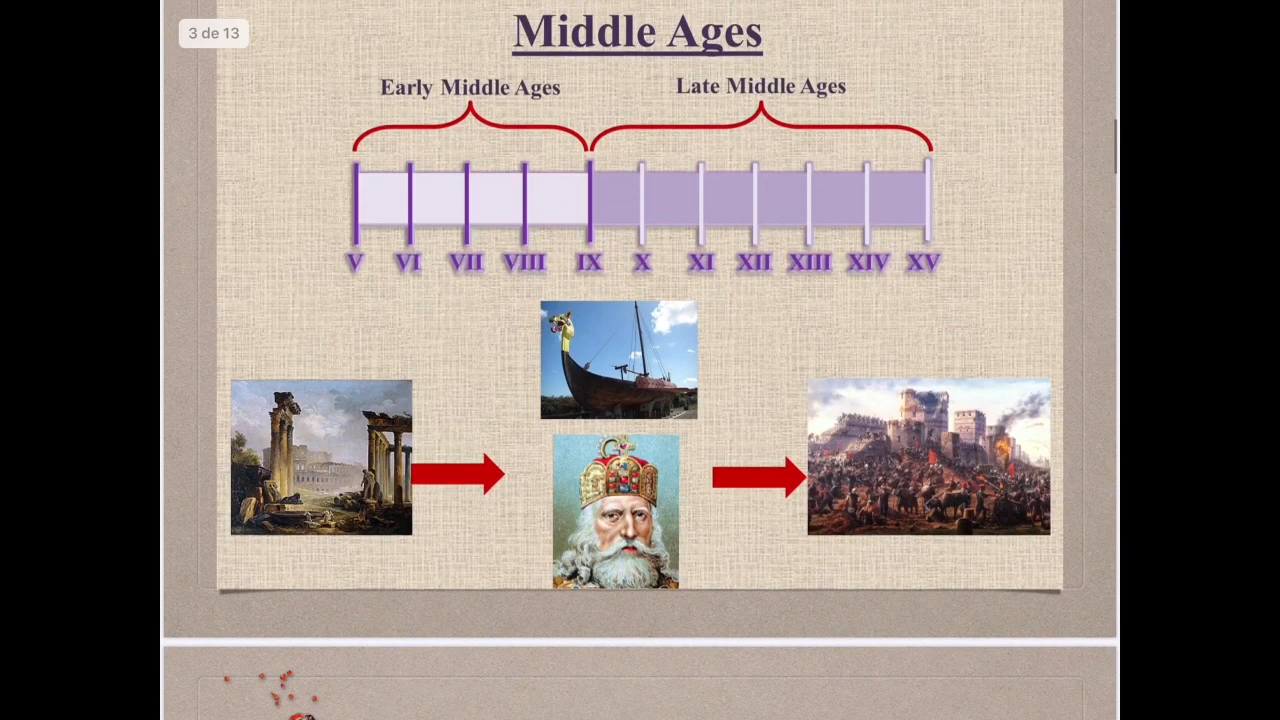 3 de 13
Middle Ages
Early Middle Ages
Late Middle Ages
V VI VII VIII IX X XI XII XIII XIV XV